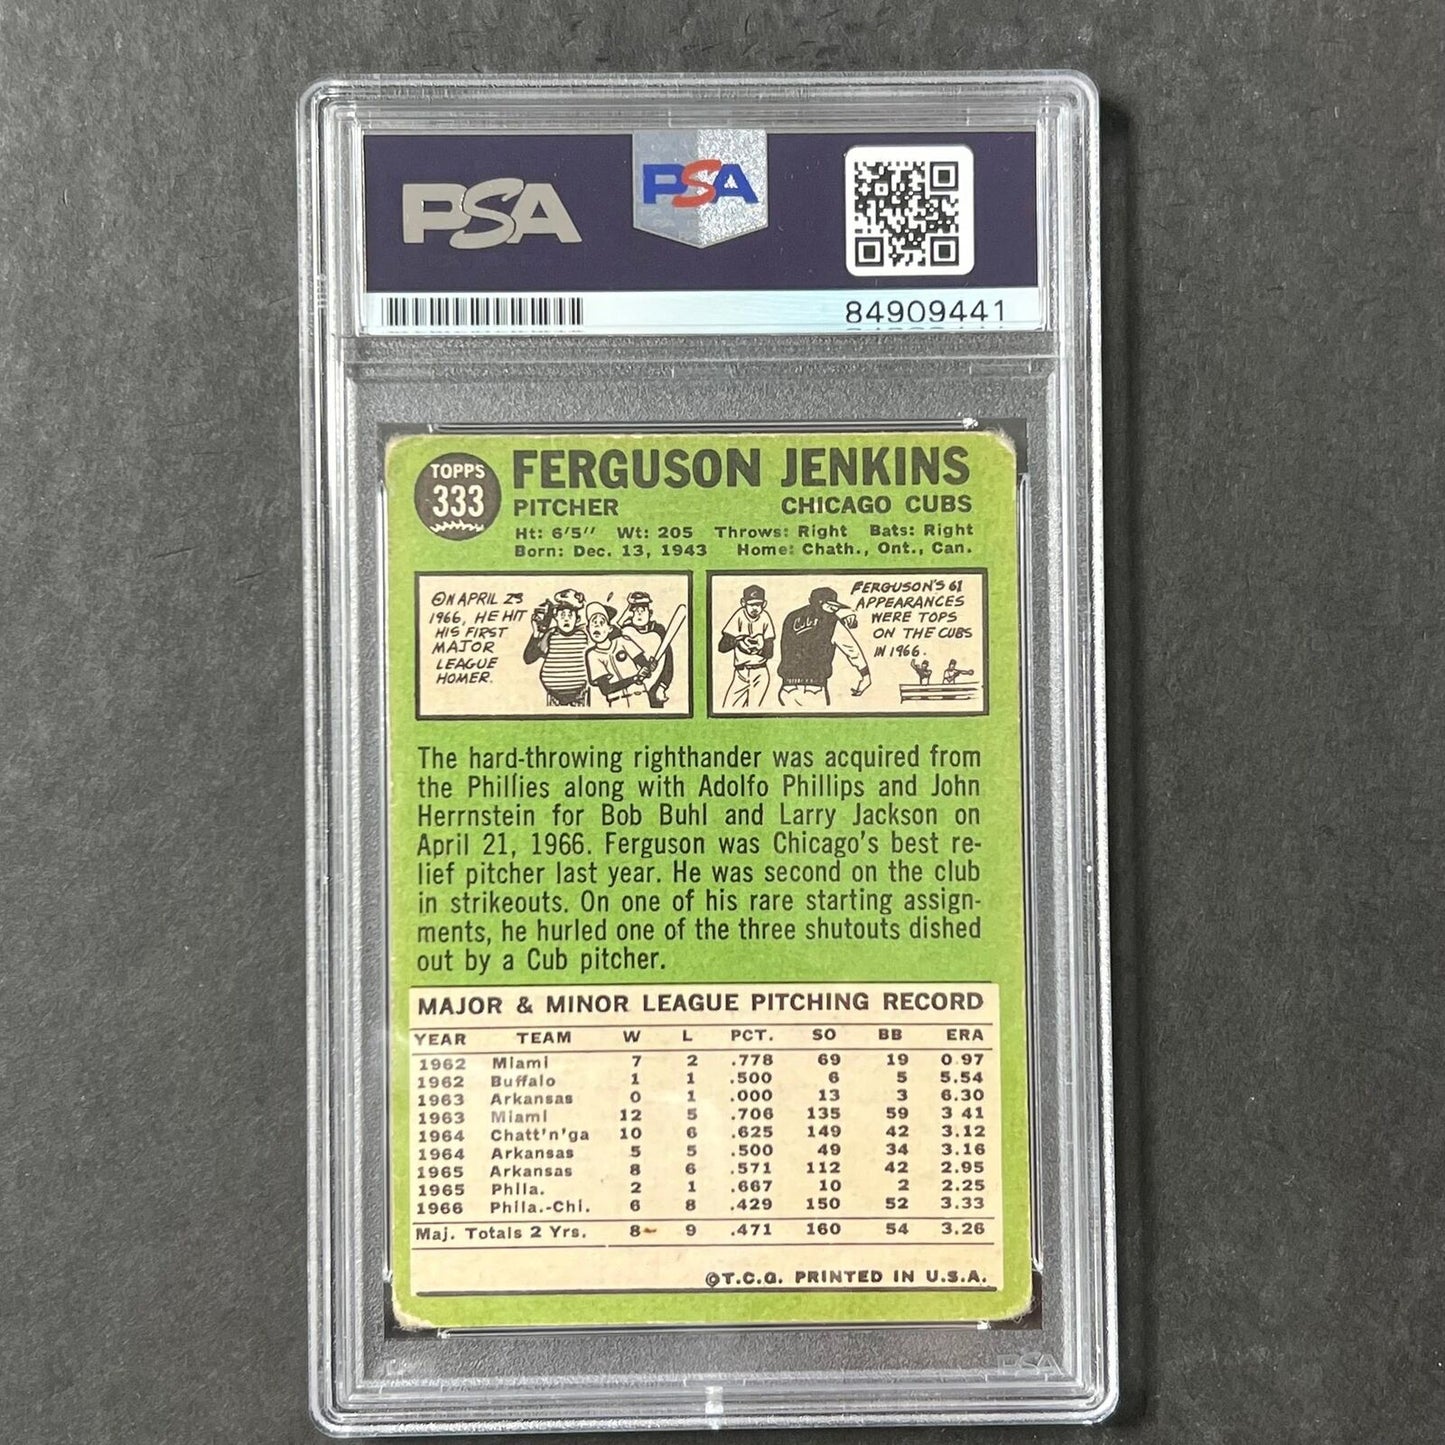 PSA
PSA
84909441
TOPPS
333
FERGUSON JENKINS
PITCHER CHICAGO CUBS
Ht: 6'5" Wt: 205 Throws: Right Bats: Right
Born: Dec. 13, 1943 Home: Chath., Ont., Can.
ON APRIL 23
1966, HE HIT
HIS FIRST
MAJOR
LEAGUE
HOMER.
FERGUSON'S 61
APPEARANCES
WERE TOPS
ON THE CUBS
IN 1966.
Cubs
The hard-throwing righthander was acquired from
the Phillies along with Adolfo Phillips and John
Herrnstein for Bob Buhl and Larry Jackson on
April 21, 1966. Ferguson was Chicago's best re-
lief pitcher last year. He was second on the club
in strikeouts. On one of his rare starting assign-
ments, he hurled one of the three shutouts dished
out by a Cub pitcher.
MAJOR & MINOR LEAGUE PITCHING RECORD
YEAR TEAM W L PCT. SO BB ERA
1962 Miami 7 2 .778 69 19 0.97
1962 Buffalo 1 1 .500 6 5 5.54
1963 Arkansas 0 1 .000 13 3 6.30
1963 Miami 12 5 .706 135 59 3 41
1964 Chatt'n'ga 10 6 .625 149 42 3.12
1964 Arkansas 5 5 .500 49 34 3.16
1965 Arkansas 8 6 .571 112 42 2.95
1965 Phila. 2 1 .667 10 2 2.25
1966 Phila.-Chi. 6 8 .429 150 52 3.33
Maj. Totals 2 Yrs. 8 9 .471 160 54 3.26
©T.C.G. PRINTED IN U.S.A.
PSA